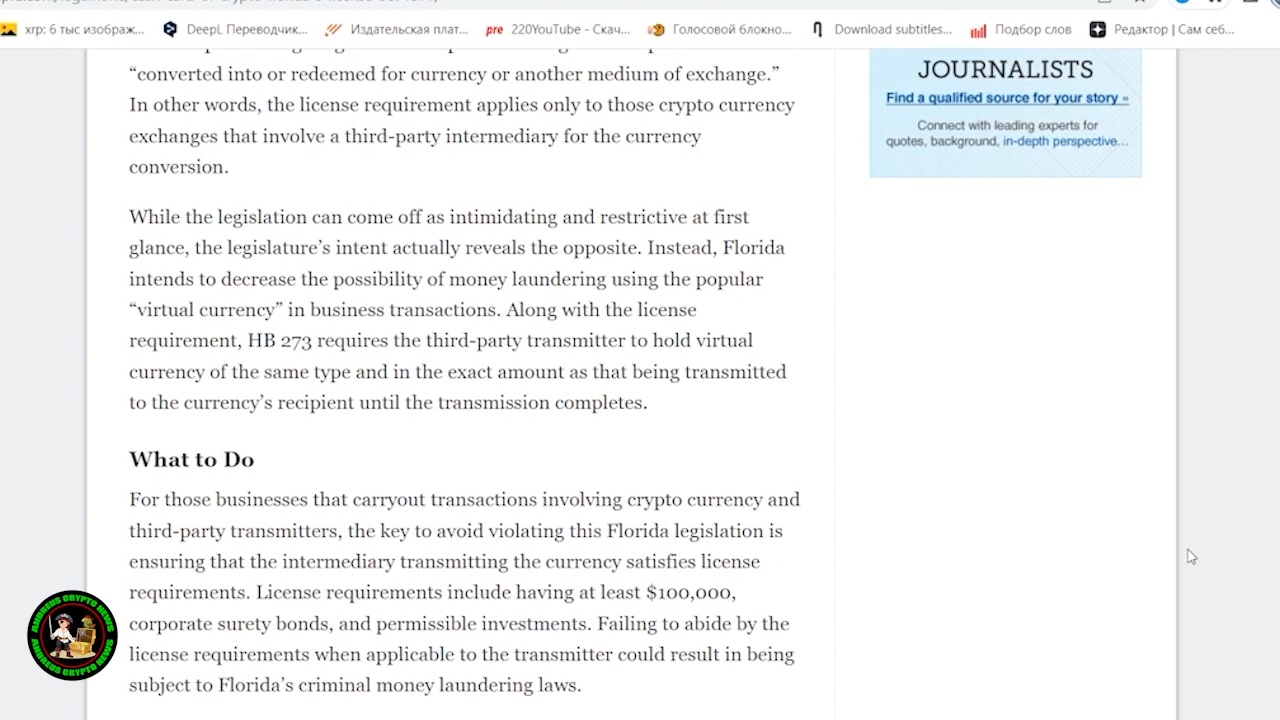 xrp: 6 тыс изображ...
DeepL Переводчик...
Издательская плат...
pre 220YouTube - Скач...
Голосовой блокно...
Download subtitles...
Подбор слов
Редактор | Сам себ...
“converted into or redeemed for currency or another medium of exchange.”
In other words, the license requirement applies only to those crypto currency
exchanges that involve a third-party intermediary for the currency
conversion.
While the legislation can come off as intimidating and restrictive at first
glance, the legislature’s intent actually reveals the opposite. Instead, Florida
intends to decrease the possibility of money laundering using the popular
“virtual currency” in business transactions. Along with the license
requirement, HB 273 requires the third-party transmitter to hold virtual
currency of the same type and in the exact amount as that being transmitted
to the currency’s recipient until the transmission completes.
What to Do
For those businesses that carryout transactions involving crypto currency and
third-party transmitters, the key to avoid violating this Florida legislation is
ensuring that the intermediary transmitting the currency satisfies license
requirements. License requirements include having at least $100,000,
corporate surety bonds, and permissible investments. Failing to abide by the
license requirements when applicable to the transmitter could result in being
subject to Florida’s criminal money laundering laws.
JOURNALISTS
Find a qualified source for your story »
Connect with leading experts for
quotes, background, in-depth perspective...
ANDREUS CRYPTO NEWS
ANDREUS CRYPTO NEWS